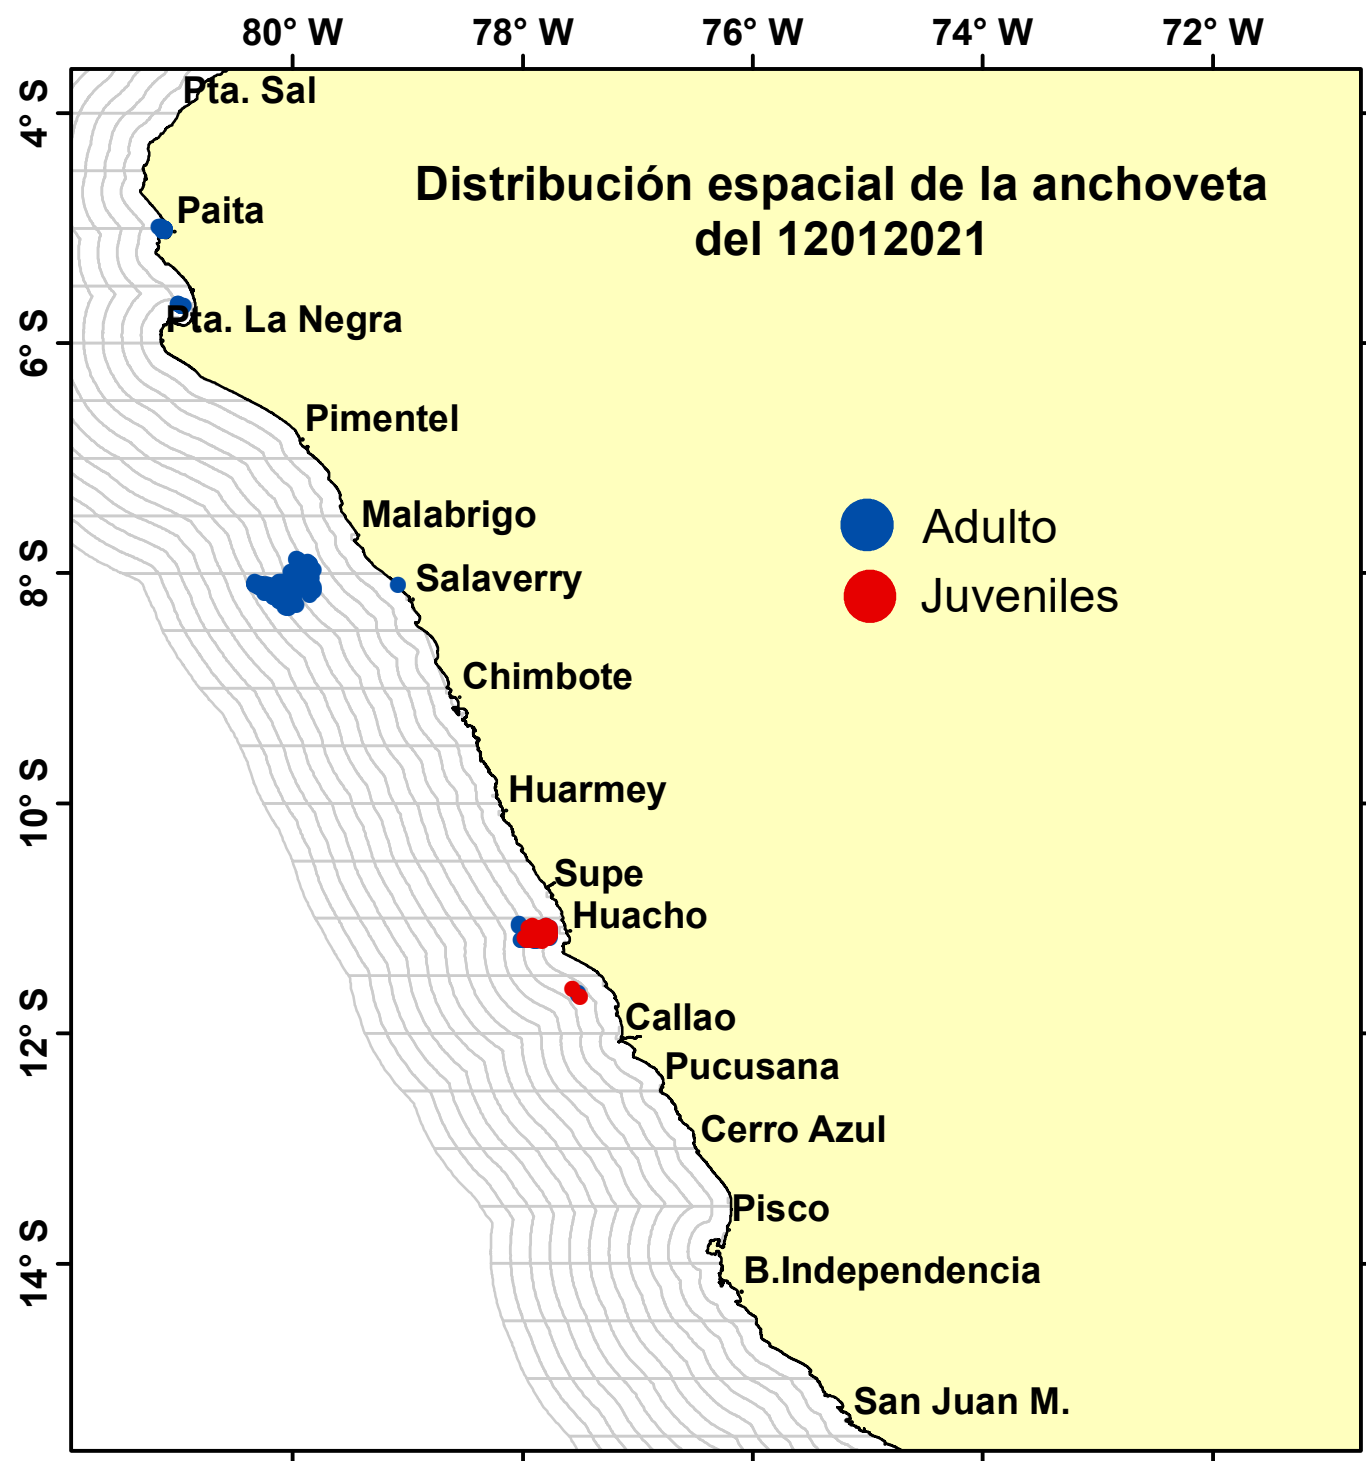 80° W 78° W 76° W 74° W 72° W
4° S
6° S
8° S
10° S
12° S
14° S
Pta. Sal
Distribución espacial de la anchoveta
del 12012021
Paita
Pta. La Negra
Pimentel
Malabrigo
Adulto
Salaverry
Juveniles
Chimbote
Huarmey
Supe
Huacho
Callao
Pucusana
Cerro Azul
Pisco
B.Independencia
San Juan M.